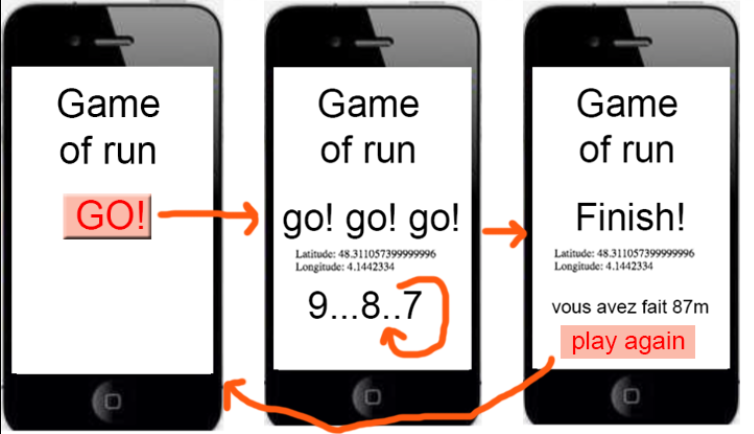 Game
of run
GO!
Game
of run
go! go! go!
Latitude: 48.311057399999996
Longitude: 4.1442334
9...8..7
Game
of run
Finish!
Latitude: 48.311057399999996
Longitude: 4.1442334
vous avez fait 87m
play again